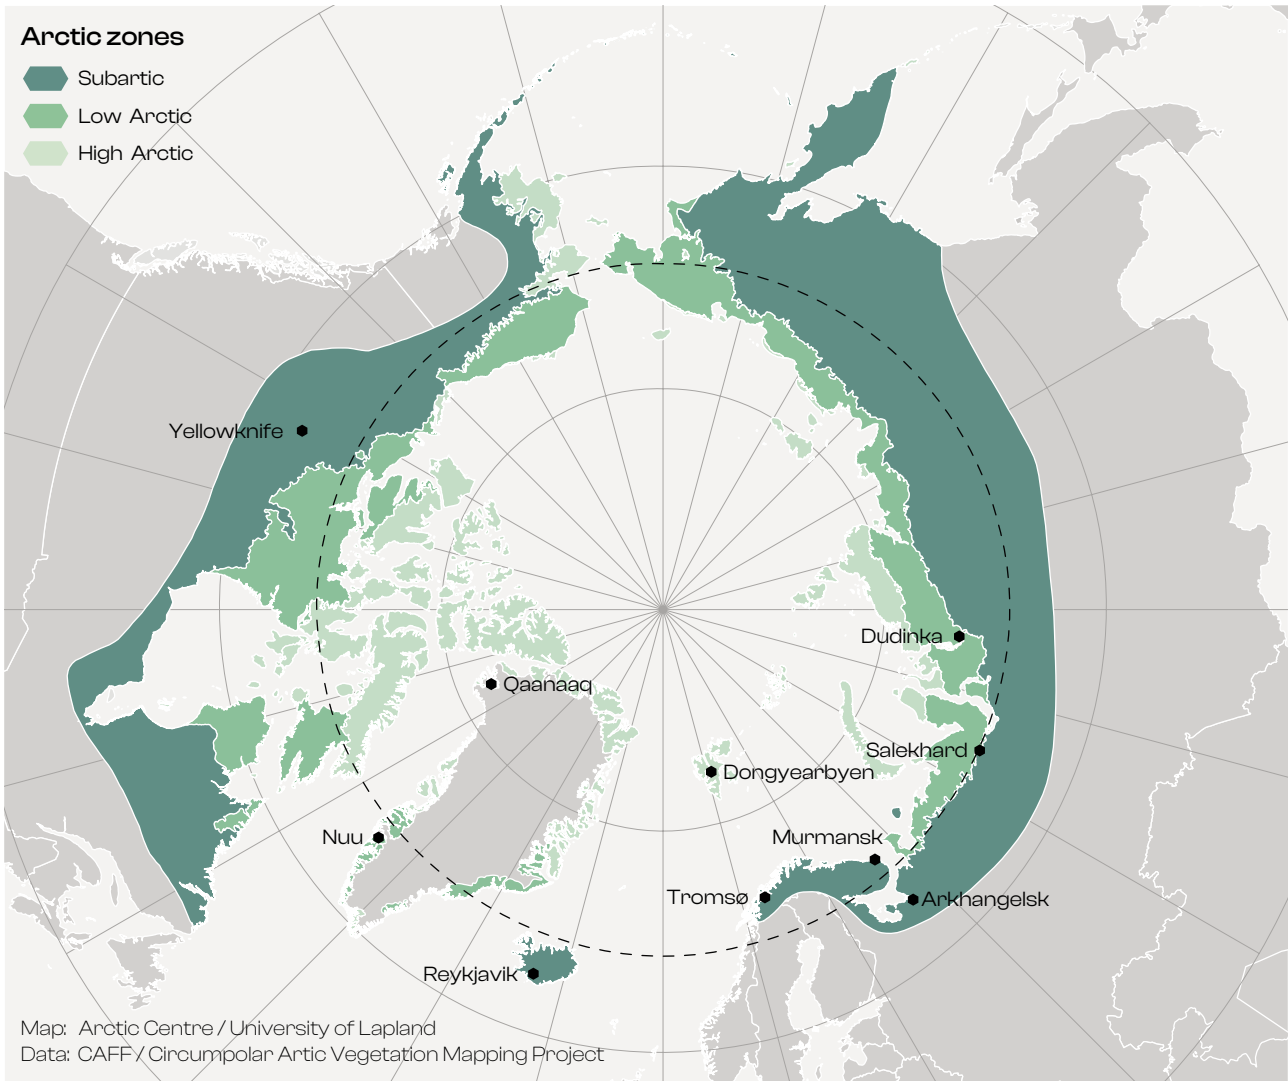 Arctic zones
Subartic
Low Arctic
High Arctic
Yellowknife
Dudinka
Qaanaaq
Salekhard
Dongyearbyen
Nuu
Murmansk
Tromsø
Arkhangelsk
Reykjavik
Map: Arctic Centre / University of Lapland
Data: CAFF / Circumpolar Artic Vegetation Mapping Project